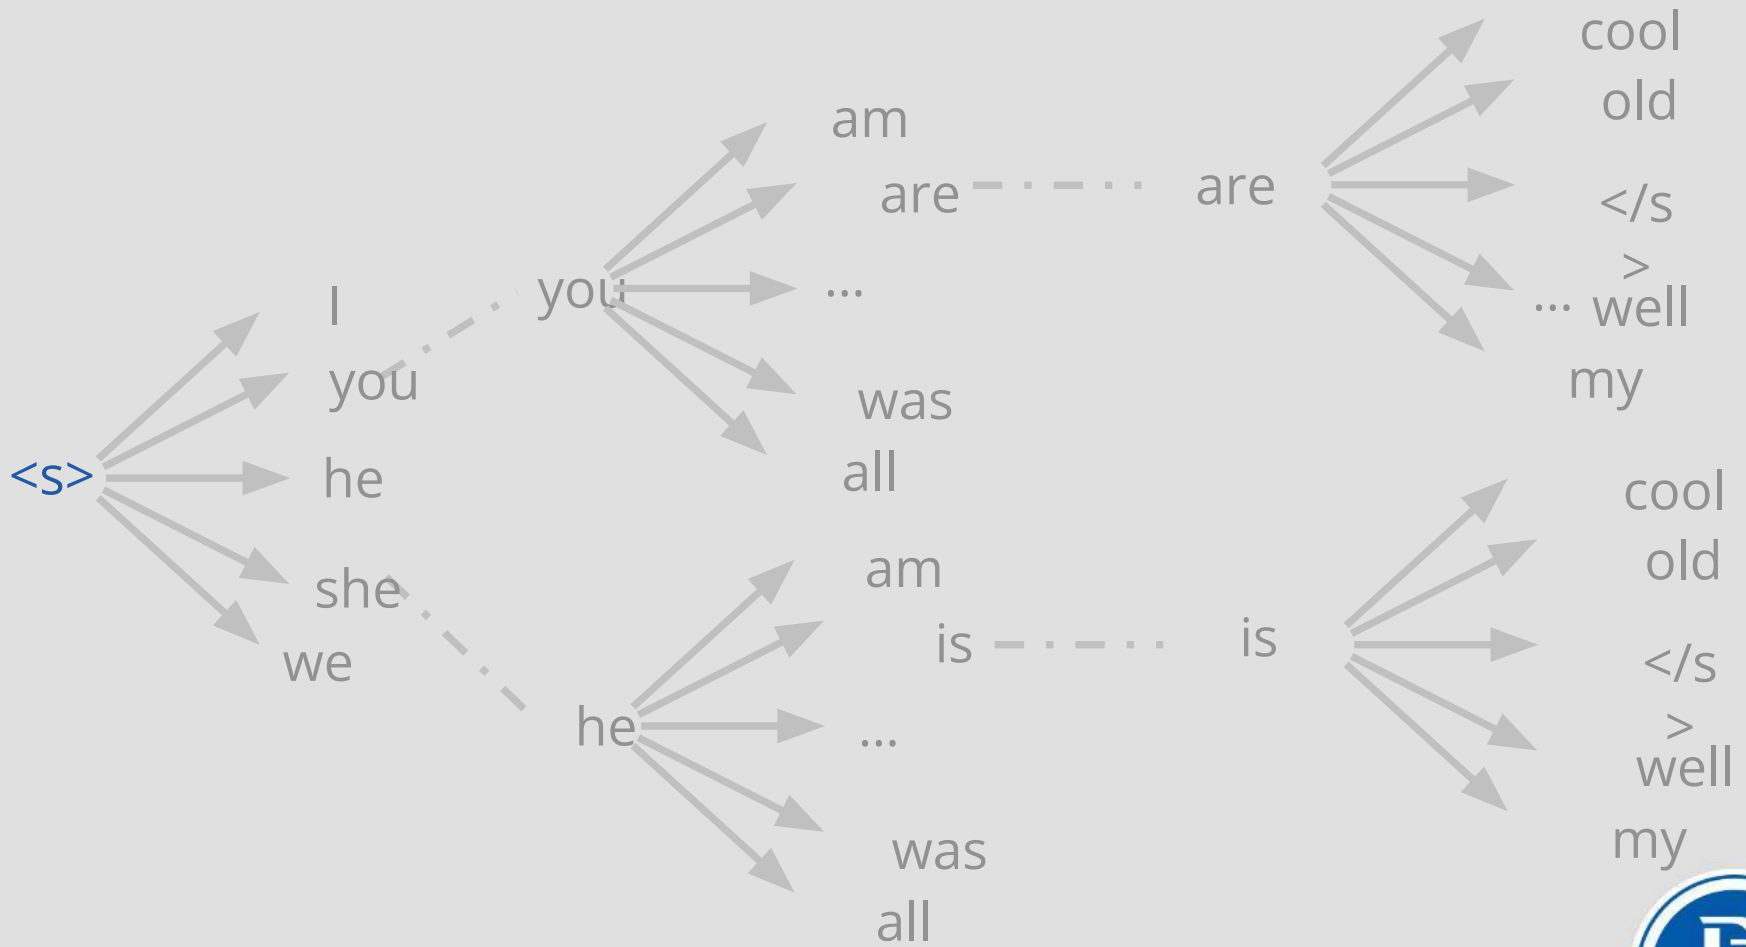 <s>
I
you
he
she
we
you
am
are
...
was
all
are
cool
old
</s
>
... well
my
he
am
is
...
was
all
is
cool
old
</s
>
well
my